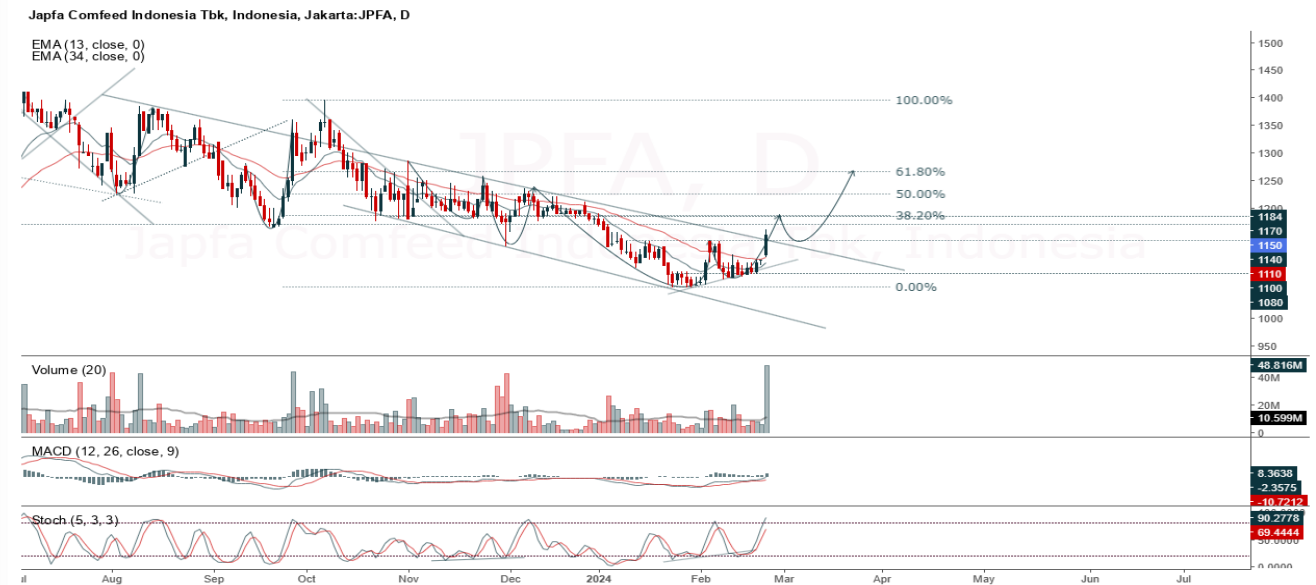 Japfa Comfeed Indonesia Tbk, Indonesia, Jakarta:JPFA, D
EMA (13, close, 0)
EMA (34, close, 0)
JPFA, D
Japfa Comfeed Indonesia Tbk, Indonesia
100.00%
61.80%
50.00%
38.20%
0.00%
1500
1450
1400
1350
1300
1250
1200
1184
1170
1150
1140
1110
1100
1080
1000
950
Volume (20)
48.816M
40M
20M
10.599M
0
MACD (12, 26, close, 9)
8.3638
-2.3575
-10.7212
Stoch (5, 3, 3)
90.2778
69.4444
50.0000
0.0000
Aug Sep Oct Nov Dec 2024 Feb Mar Apr May Jun Jul